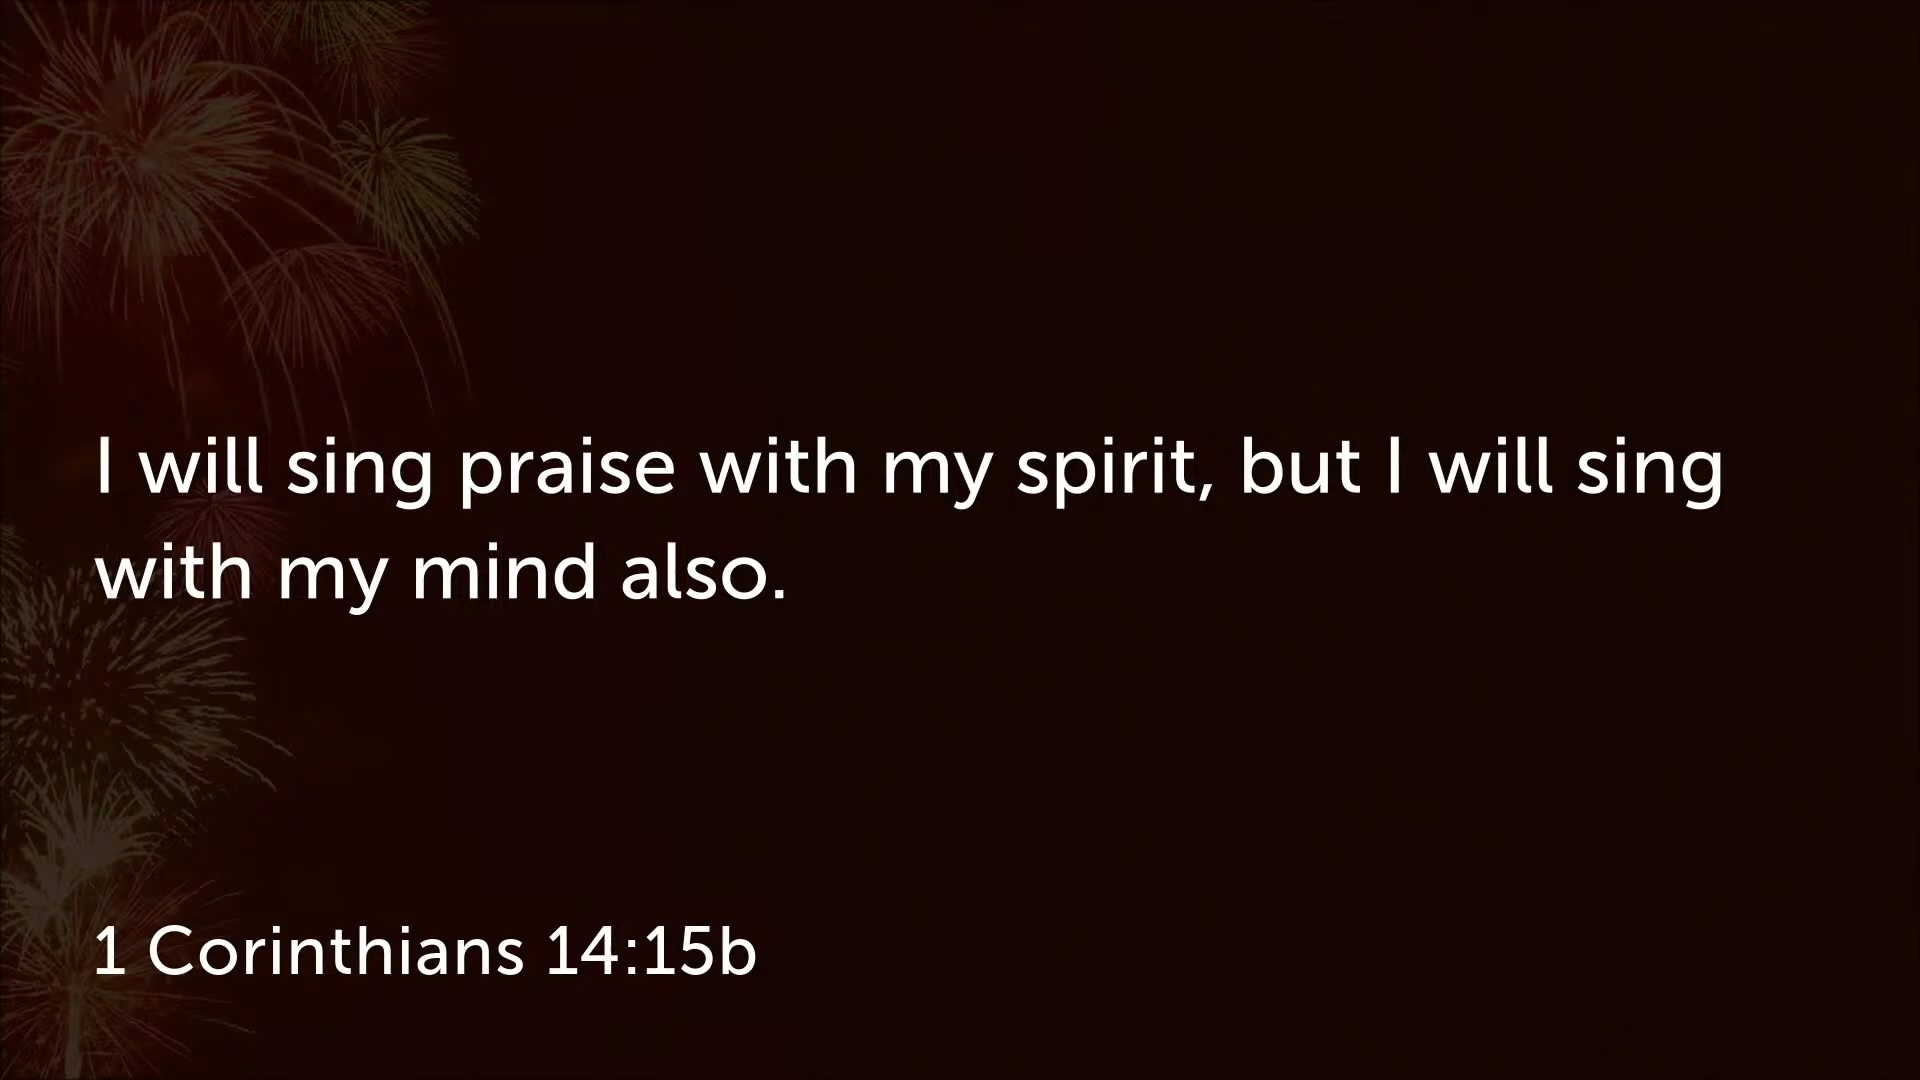 I will sing praise with my spirit, but I will sing
with my mind also.
1 Corinthians 14:15b